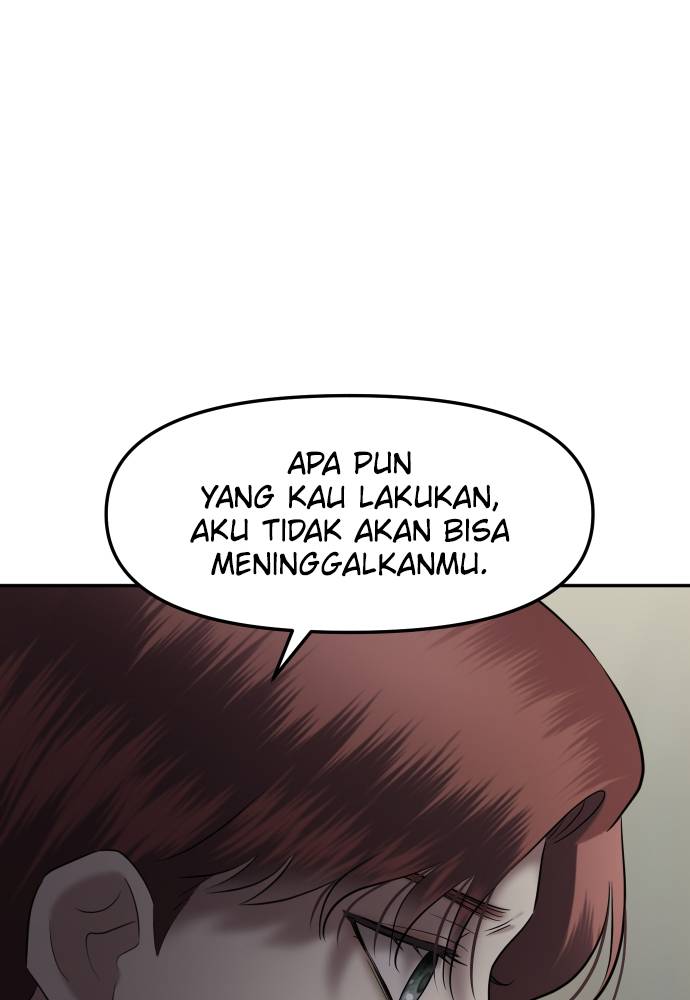 APA PUN
YANG KAU LAKUKAN,
AKU TIDAK AKAN BISA
MENINGGALKANMU.